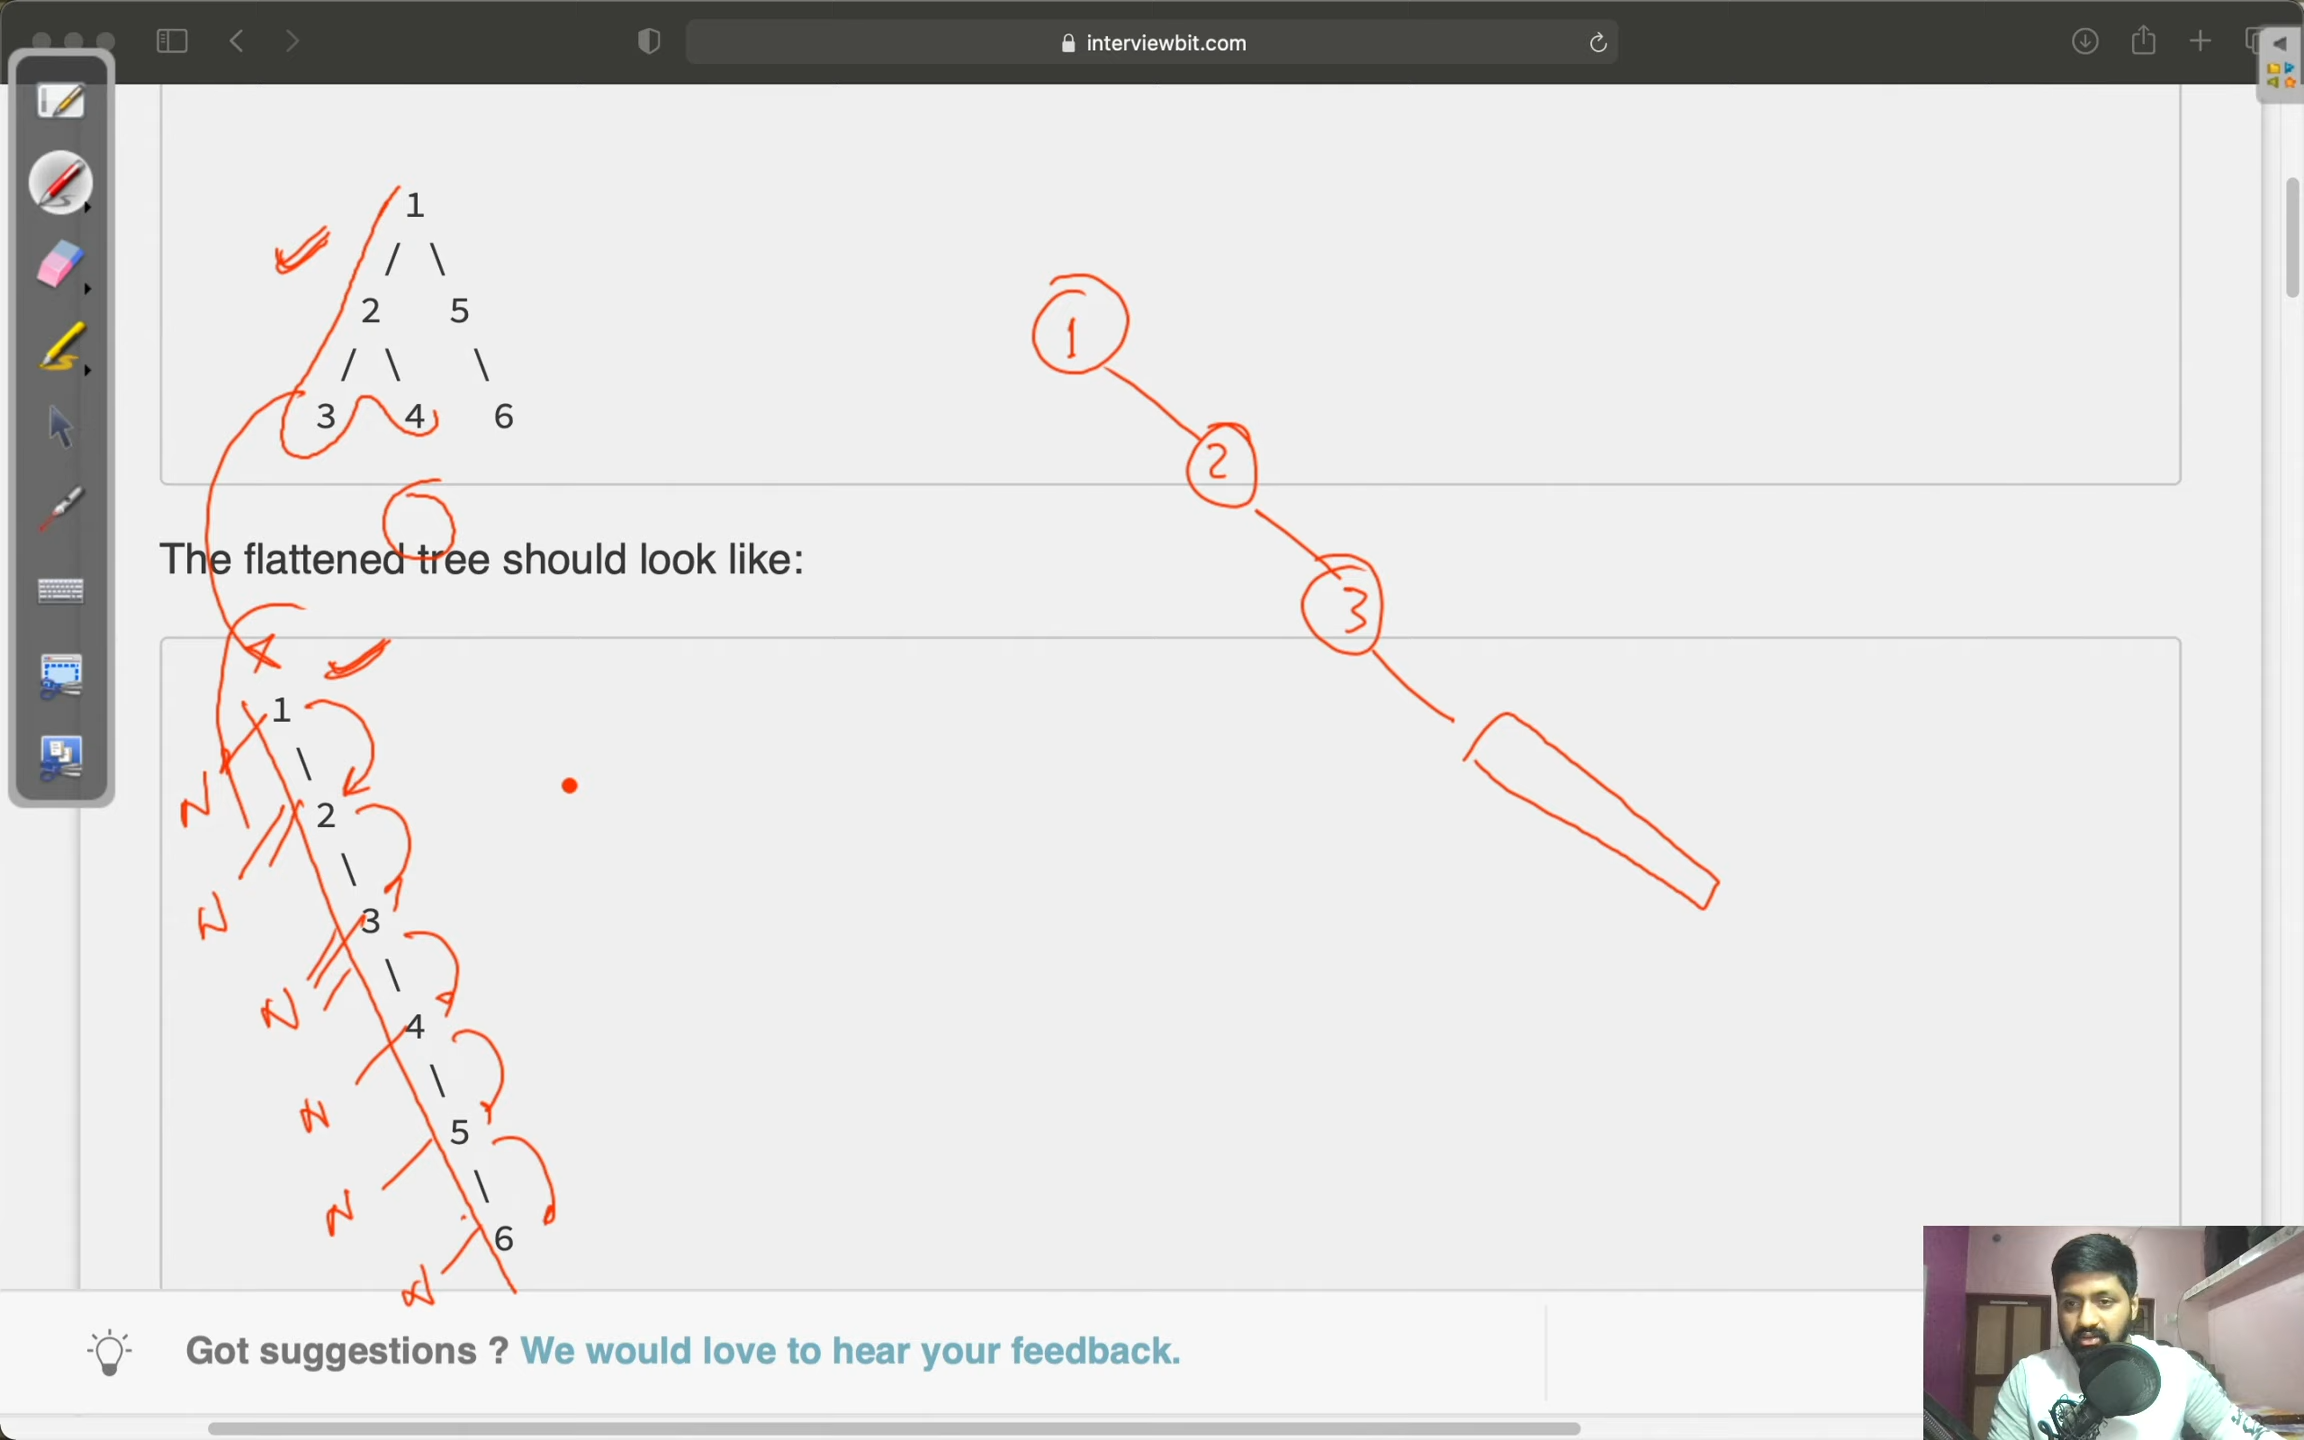 interviewbit.com
1
/ \
2 5
/ \ \
3 4 6
The flattened tree should look like:
1
\
2
\
3
\
4
\
5
\
6
N
N
N
N
N
N
1
2
3
Got suggestions ? We would love to hear your feedback.